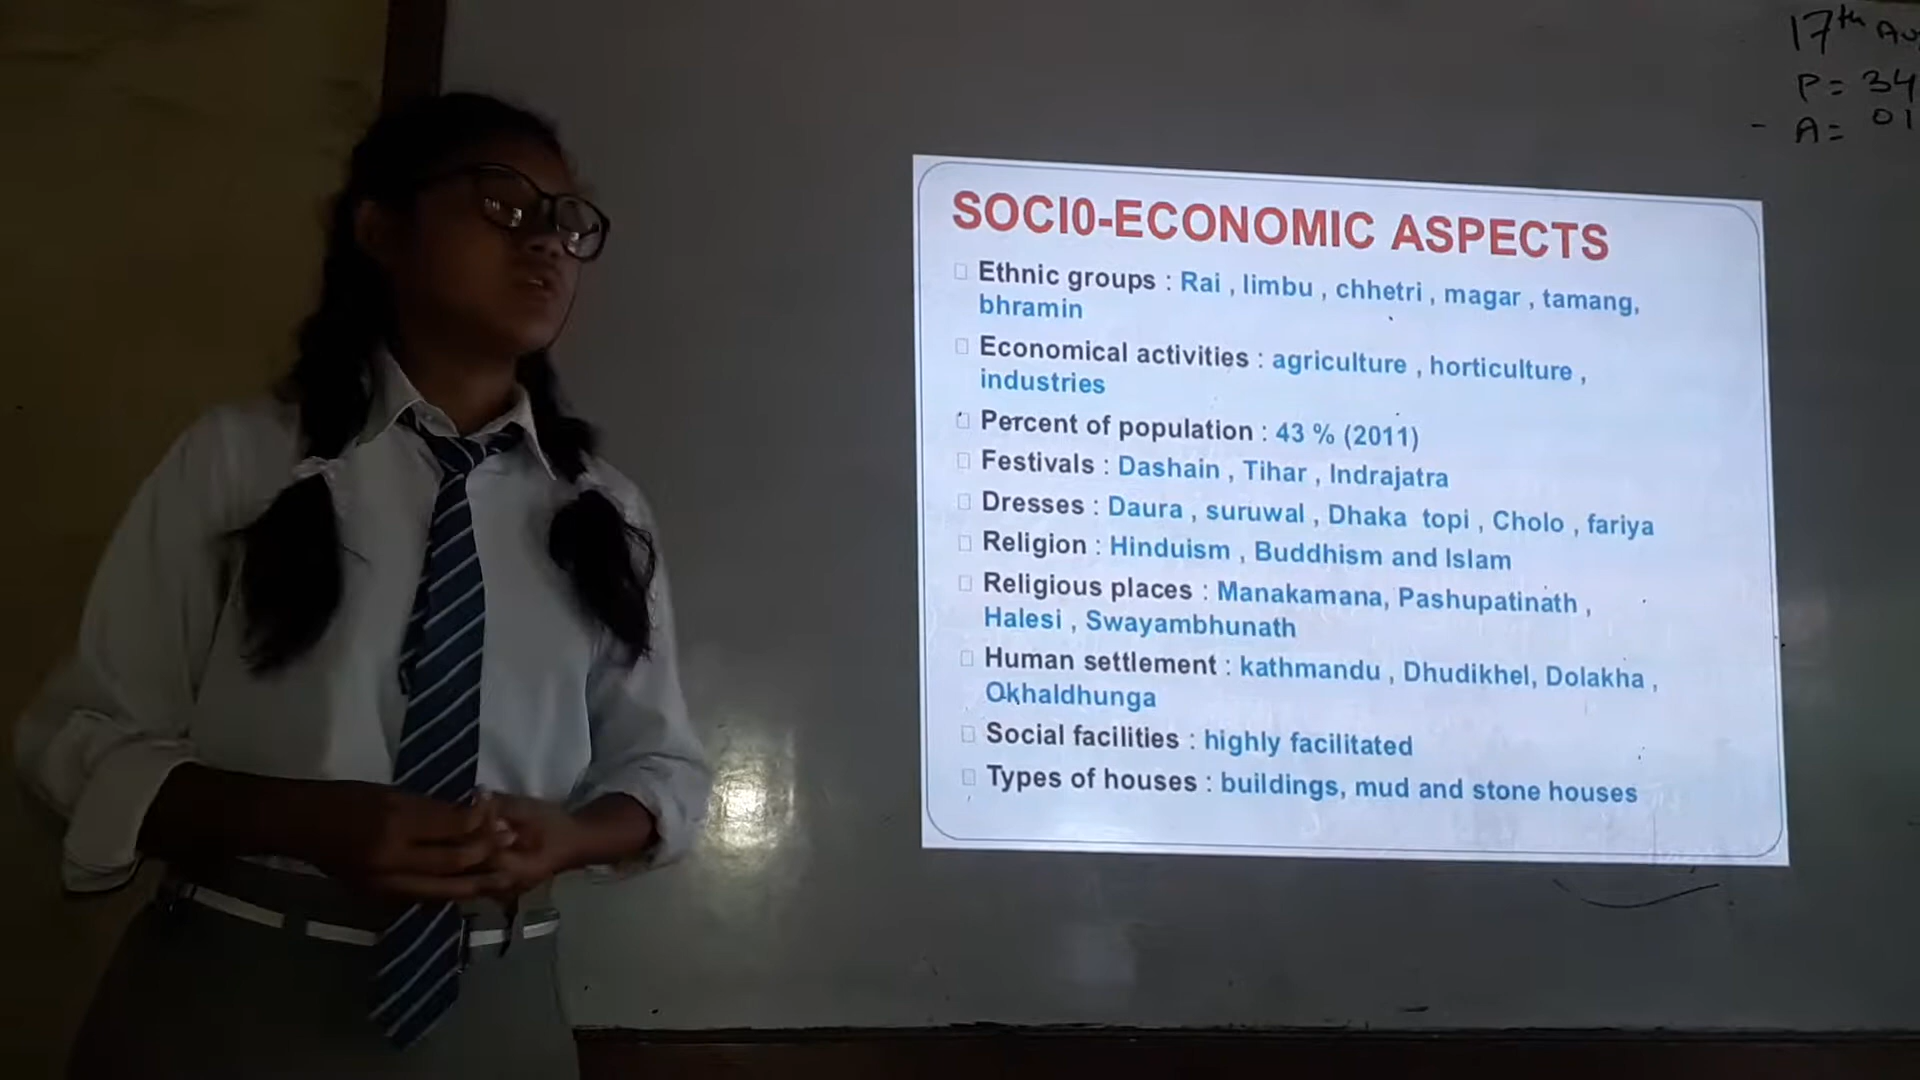 17th
P = 34
- A = 01
SOCI0-ECONOMIC ASPECTS
Ethnic groups : Rai , limbu , chhetri , magar , tamang,
bhramin
Economical activities : agriculture , horticulture ,
industries
Percent of population : 43 % (2011)
Festivals : Dashain , Tihar , Indrajatra
Dresses : Daura , suruwal , Dhaka topi , Cholo , fariya
Religion : Hinduism , Buddhism and Islam
Religious places : Manakamana, Pashupatinath ,
Halesi , Swayambhunath
Human settlement : kathmandu , Dhudikhel, Dolakha ,
Okhaldhunga
Social facilities : highly facilitated
Types of houses : buildings, mud and stone houses